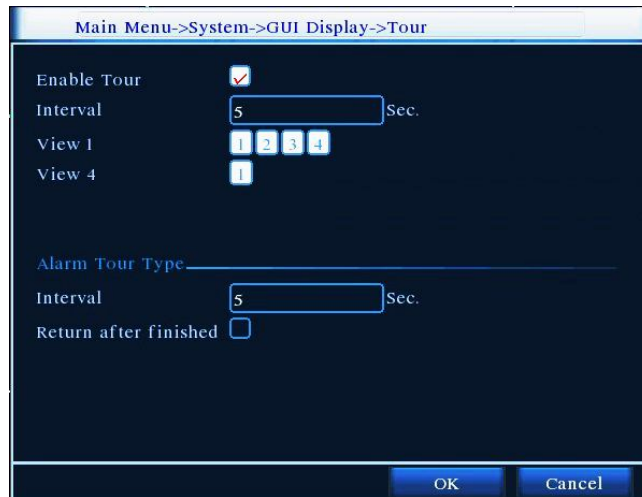 Main Menu->System->GUI Display->Tour
Enable Tour
Interval 5 Sec.
View 1 1 2 3 4
View 4 1
Alarm Tour Type
Interval 5 Sec.
Return after finished
OK Cancel